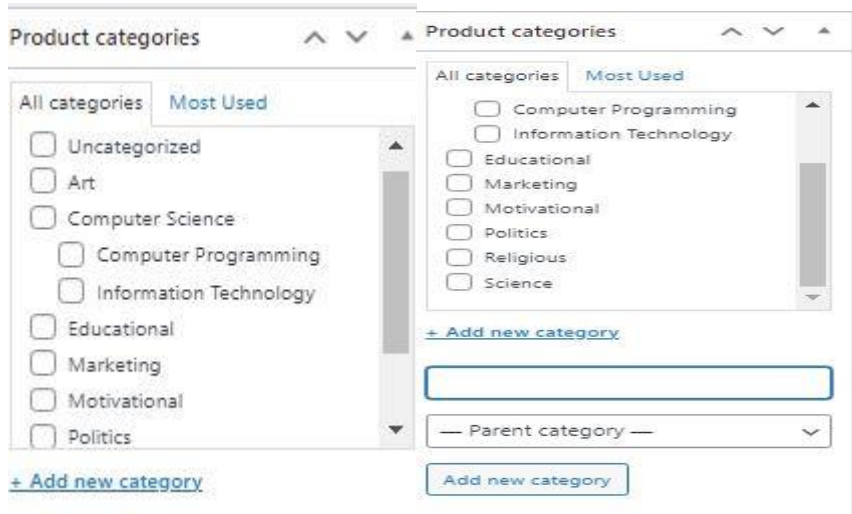 Product categories
All categories Most Used
Uncategorized
Art
Computer Science
Computer Programming
Information Technology
Educational
Marketing
Motivational
Politics
+ Add new category
Product categories
All categories Most Used
Computer Programming
Information Technology
Educational
Marketing
Motivational
Politics
Religious
Science
+ Add new category
— Parent category —
Add new category